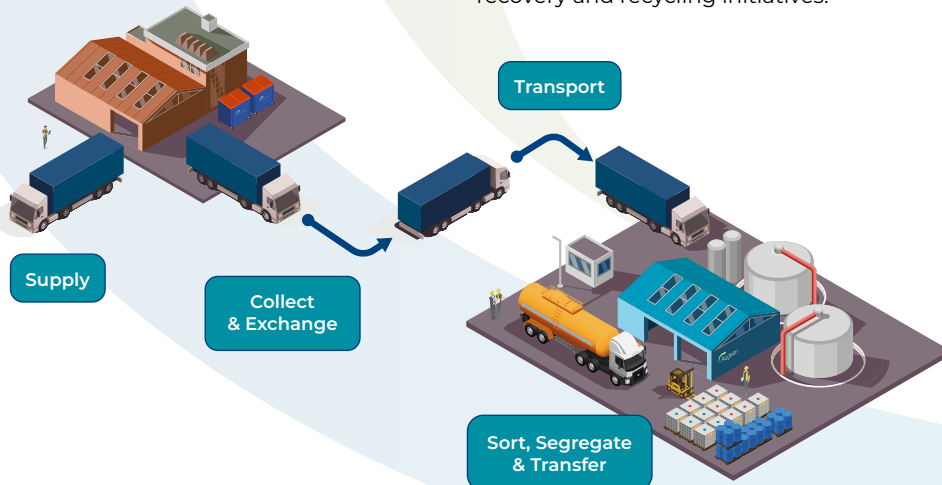 recovery and recycling initiatives.
Transport
Supply
Collect
& Exchange
Sort, Segregate
& Transfer